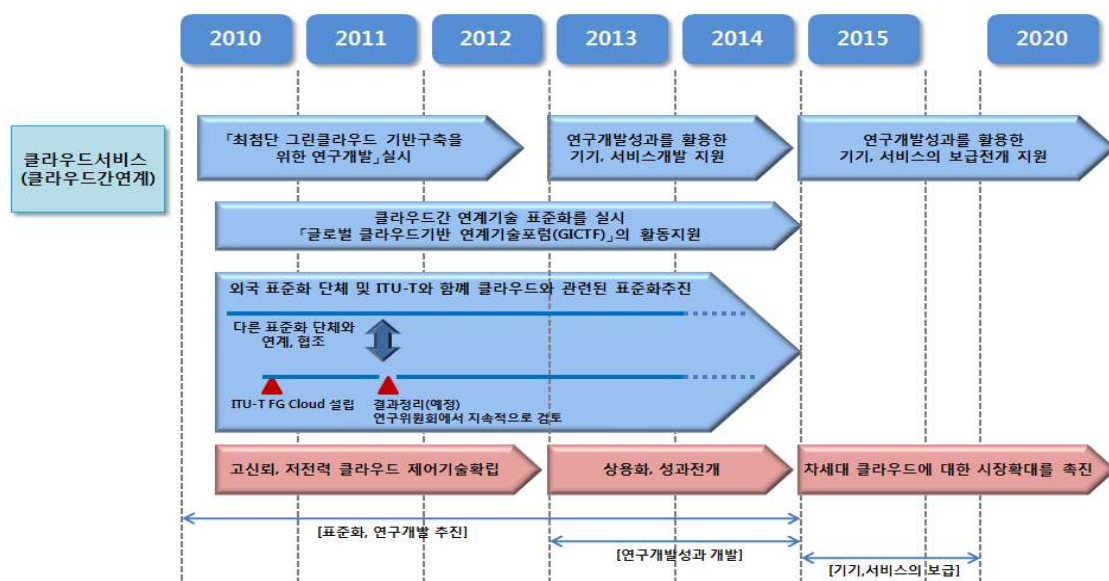 2010
2011
2012
2013
2014
2015
2020
클라우드서비스
(클라우드간연계)
「최첨단 그린클라우드 기반구축을
위한 연구개발」실시
연구개발성과를 활용한
기기, 서비스개발 지원
연구개발성과를 활용한
기기, 서비스의 보급전개 지원
클라우드간 연계기술 표준화를 실시
「글로벌 클라우드기반 연계기술포럼(GICTF)」의 활동지원
외국 표준화 단체 및 ITU-T와 함께 클라우드와 관련된 표준화추진
다른 표준화 단체와
연계, 협조
ITU-T FG Cloud 설립
결과정리(예정)
연구위원회에서 지속적으로 검토
고신뢰, 저전력 클라우드 제어기술확립
상용화, 성과전개
차세대 클라우드에 대한 시장확대를 촉진
[표준화, 연구개발 추진]
[연구개발성과 개발]
[기기,서비스의 보급]